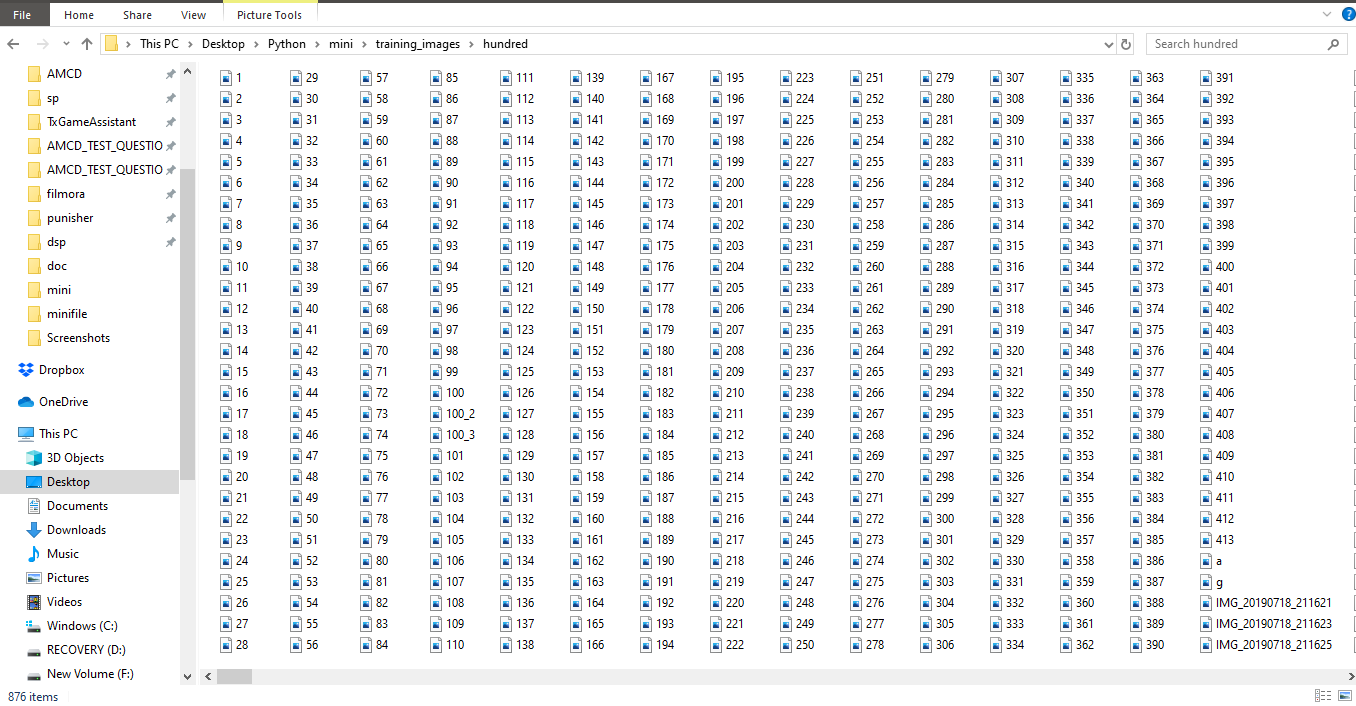 File Home Share View Picture Tools
This PC Desktop Python mini training_images hundred
Search hundred
AMCD
sp
TxGameAssistant
AMCD_TEST_QUESTIO
AMCD_TEST_QUESTIO
filmora
punisher
dsp
doc
mini
minifile
Screenshots
Dropbox
OneDrive
This PC
3D Objects
Desktop
Documents
Downloads
Music
Pictures
Videos
Windows (C:)
RECOVERY (D:)
New Volume (F:)
1 29 57 85 111 139 167 195 223 251 279 307 335 363 391
2 30 58 86 112 140 168 196 224 252 280 308 336 364 392
3 31 59 87 113 141 169 197 225 253 281 309 337 365 393
4 32 60 88 114 142 170 198 226 254 282 310 338 366 394
5 33 61 89 115 143 171 199 227 255 283 311 339 367 395
6 34 62 90 116 144 172 200 228 256 284 312 340 368 396
7 35 63 91 117 145 173 201 229 257 285 313 341 369 397
8 36 64 92 118 146 174 202 230 258 286 314 342 370 398
9 37 65 93 119 147 175 203 231 259 287 315 343 371 399
10 38 66 94 120 148 176 204 232 260 288 316 344 372 400
11 39 67 95 121 149 177 205 233 261 289 317 345 373 401
12 40 68 96 122 150 178 206 234 262 290 318 346 374 402
13 41 69 97 123 151 179 207 235 263 291 319 347 375 403
14 42 70 98 124 152 180 208 236 264 292 320 348 376 404
15 43 71 99 125 153 181 209 237 265 293 321 349 377 405
16 44 72 100 126 154 182 210 238 266 294 322 350 378 406
17 45 73 100_2 127 155 183 211 239 267 295 323 351 379 407
18 46 74 100_3 128 156 184 212 240 268 296 324 352 380 408
19 47 75 101 129 157 185 213 241 269 297 325 353 381 409
20 48 76 102 130 158 186 214 242 270 298 326 354 382 410
21 49 77 103 131 159 187 215 243 271 299 327 355 383 411
22 50 78 104 132 160 188 216 244 272 300 328 356 384 412
23 51 79 105 133 161 189 217 245 273 301 329 357 385 413
24 52 80 106 134 162 190 218 246 274 302 330 358 386 a
25 53 81 107 135 163 191 219 247 275 303 331 359 387 g
26 54 82 108 136 164 192 220 248 276 304 332 360 388 IMG_20190718_211621
27 55 83 109 137 165 193 221 249 277 305 333 361 389 IMG_20190718_211623
28 56 84 110 138 166 194 222 250 278 306 334 362 390 IMG_20190718_211625
876 items